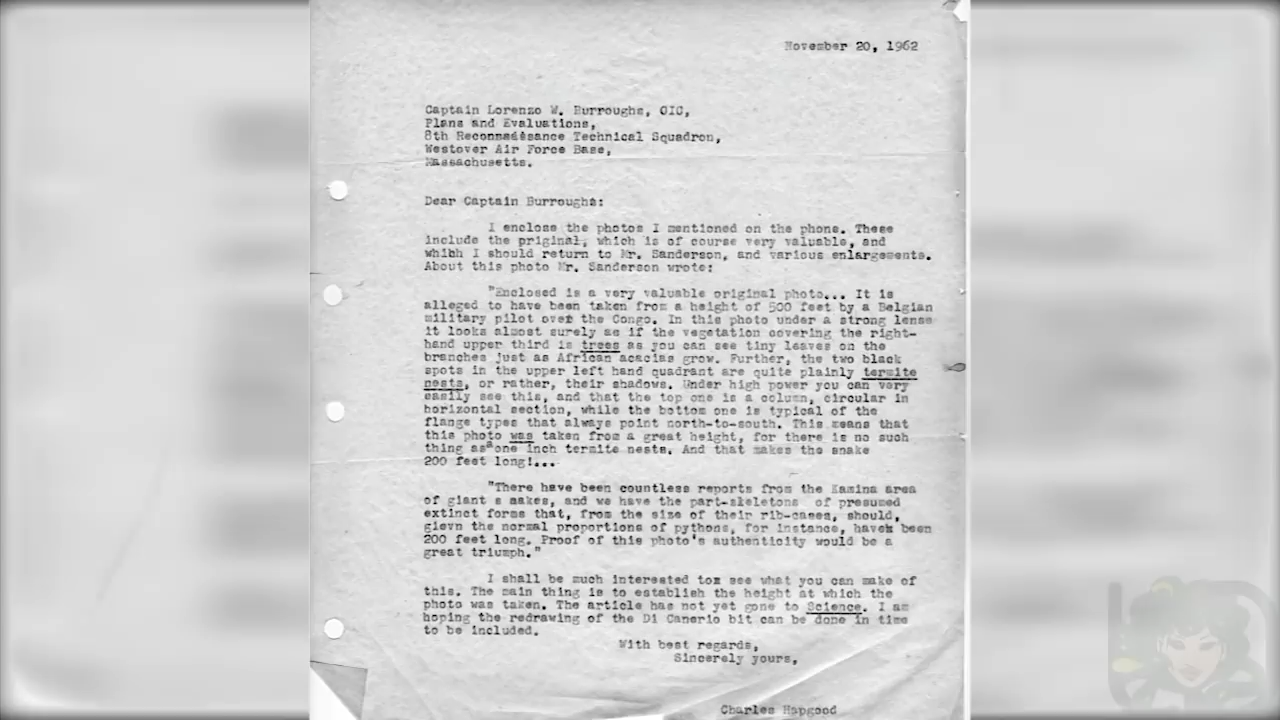 November 20, 1962
Captain Lorenzo W. Burroughs, OIC,
Plans and Evaluations,
8th Reconnadssance Technical Squadron,
Westover Air Force Base,
Massachusetts.
Dear Captain Burroughs:
I enclose the photos I mentioned on the phone. These
include the priginal, which is of course very valuable, and
which I should return to Mr. Sanderson, and various enlargements.
About this photo Mr. Sanderson wrote:
"Enclosed is a very valuable original photo... It is
alleged to have been taken from a height of 500 feet by a Belgian
military pilot over the Congo. In this photo under a strong lense
it looks almost surely as if the vegetation covering the right-
hand upper third is trees as you can see tiny leaves on the
branches just as African acacias grow. Further, the two black
spots in the upper left hand quadrant are quite plainly termite
nests, or rather, their shadows. Under high power you can very
easily see this, and that the top one is a column, circular in
horizontal section, while the bottom one is typical of the
flange types that always point north-to-south. This means that
this photo was taken from a great height, for there is no such
thing as one inch termite nests. And that makes the snake
200 feet long!...
"There have been countless reports from the Kamina area
of giant s makes, and we have the part-skeletons of presumed
extinct forms that, from the size of their rib-cases, should,
gievn the normal proportions of pythons, for instance, have been
200 feet long. Proof of this photo's authenticity would be a
great triumph."
I shall be much interested tox see what you can make of
this. The main thing is to establish the height at which the
photo was taken. The article has not yet gone to Science. I am
hoping the redrawing of the Di Canerio bit can be done in time
to be included.
With best regards,
Sincerely yours,
Charles Hapgood